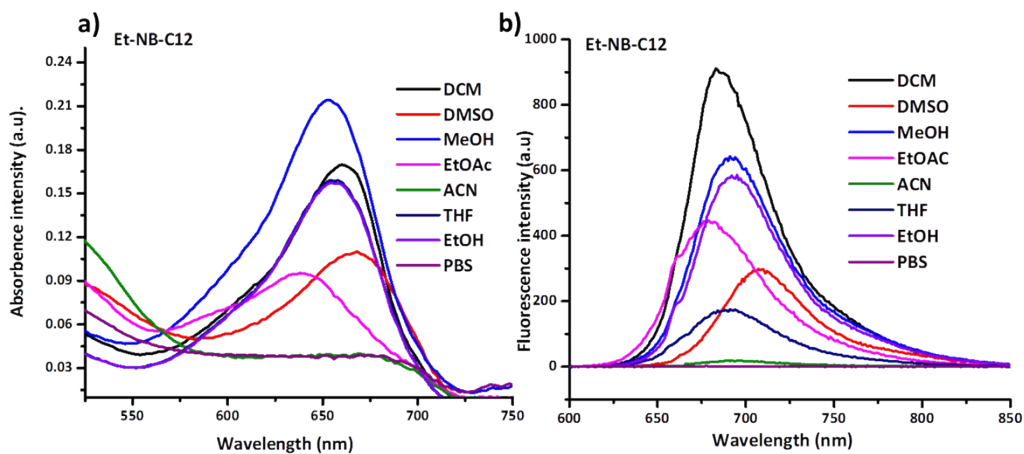 a)
Et-NB-C12
0.24
0.21
0.18
0.15
0.12
0.09
0.06
0.03
Absorbence intensity (a.u.)
DCM
DMSO
MeOH
EtOAc
ACN
THF
EtOH
PBS
550
600
650
700
750
Wavelength (nm)
b)
Et-NB-C12
1000
800
600
400
200
0
Fluorescence intensity (a.u)
DCM
DMSO
MeOH
EtOAC
ACN
THF
EtOH
PBS
600
650
700
750
800
850
Wavelength (nm)